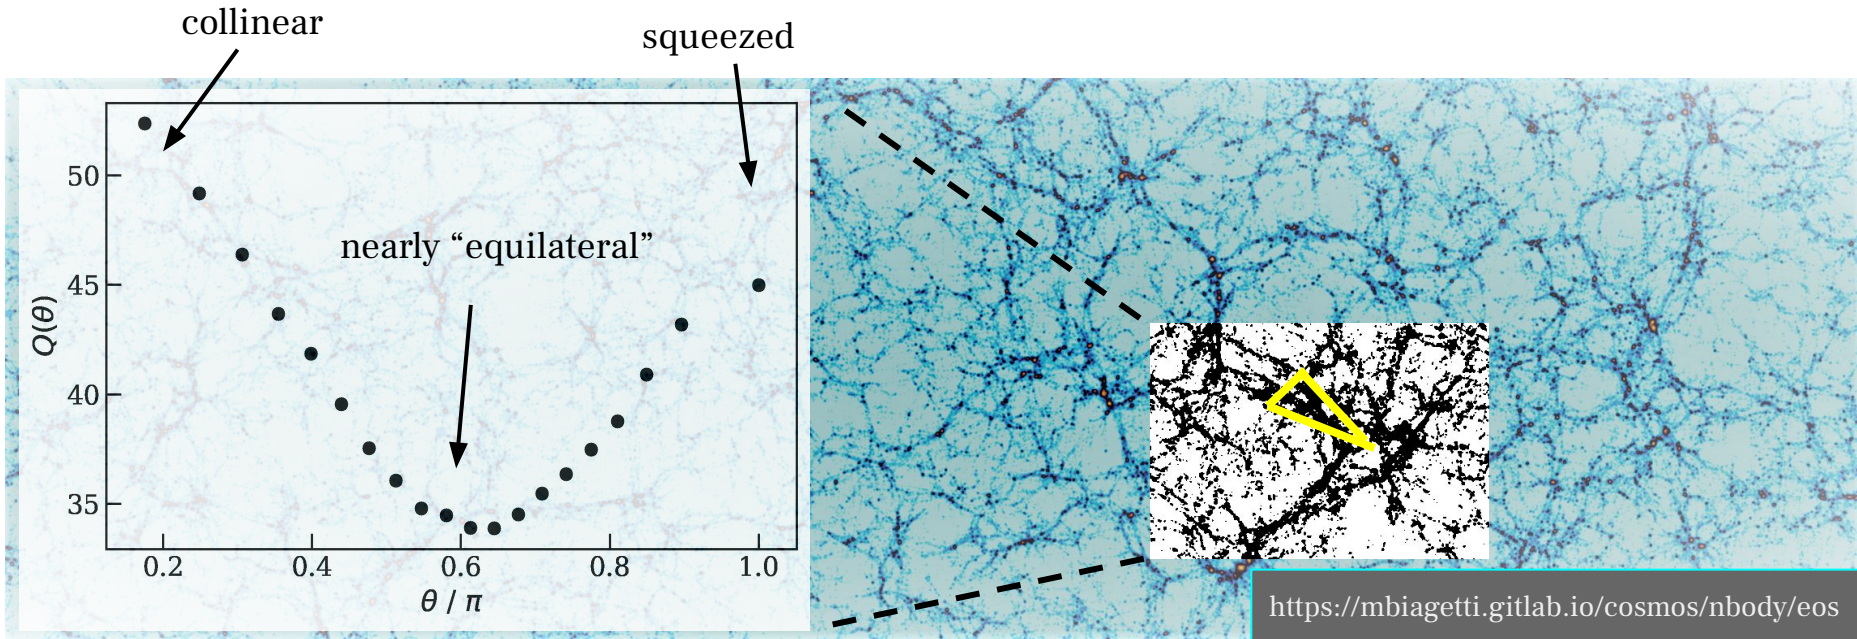 collinear
squeezed
nearly “equilateral”
50
45
40
35
Q(θ)
0.2 0.4 0.6 0.8 1.0
θ / π
https://mbiagetti.gitlab.io/cosmos/nbody/eos